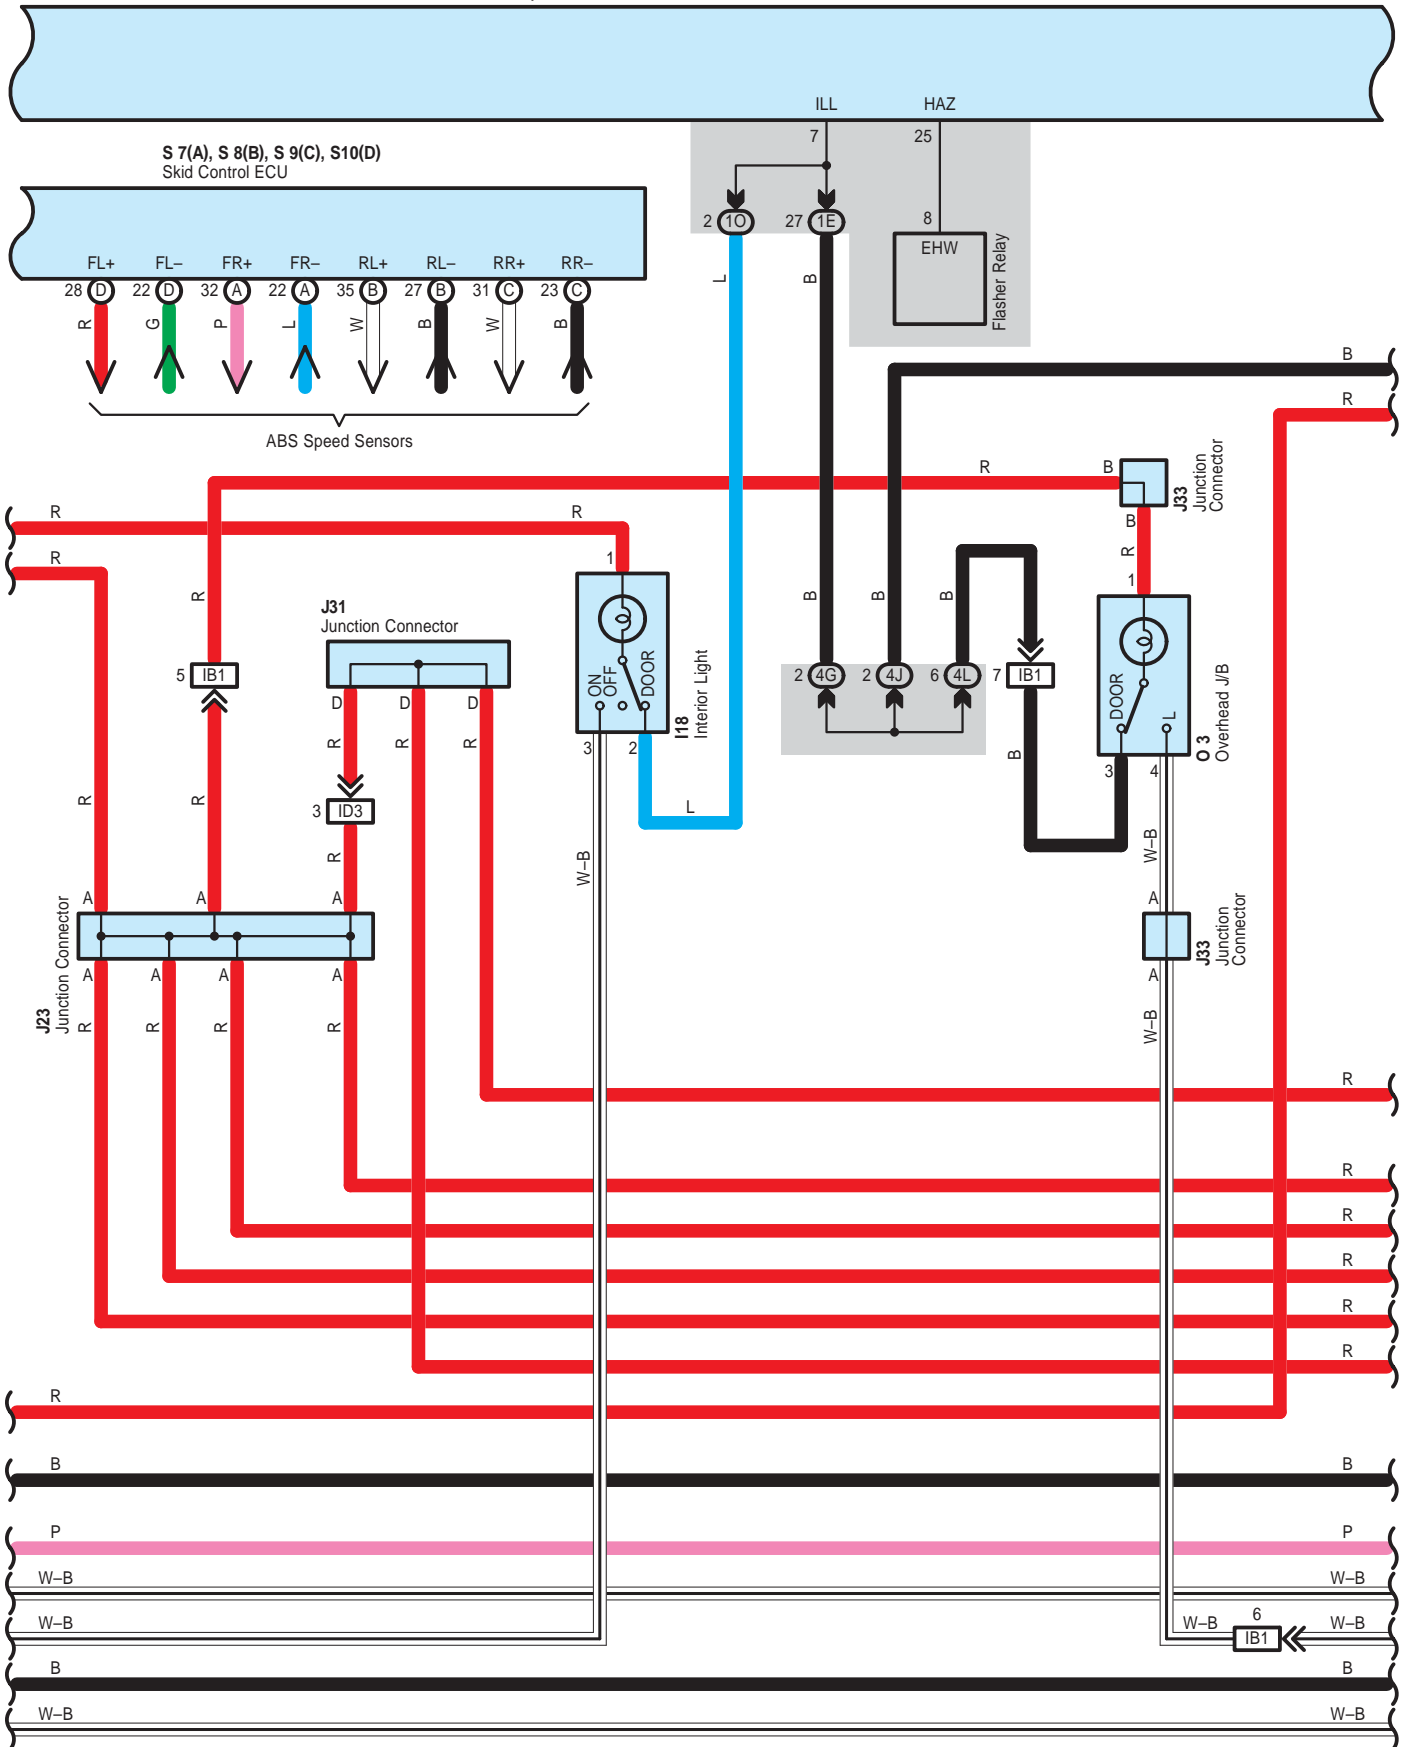 ILL HAZ
7 25
S 7(A), S 8(B), S 9(C), S10(D)
Skid Control ECU
2 1O 27 1E 8
EHW
Flasher Relay
FL+ FL– FR+ FR– RL+ RL– RR+ RR–
28 D 22 D 32 A 22 A 35 B 27 B 31 C 23 C
R G P L W B W B
L B
ABS Speed Sensors
B
R
R B
J33
Junction
Connector
B
R
R R
R
1
1
R
J31
Junction Connector
B B B
5 IB1
ON
OFF
DOOR
I18
Interior Light
2 4G 2 4J 6 4L 7 IB1
DOOR
L
O 3
Overhead J/B
D D D
R R R
3 2
B
3 4
R R
3 ID3
L
R
W–B
W–B
A A A
A
J23
Junction Connector
J33
Junction
Connector
A A A A
A
R R R R
W–B
R
R
R
R
R
R
R
B B
P P
W–B W–B
W–B W–B 6 IB1 W–B
B B
W–B W–B